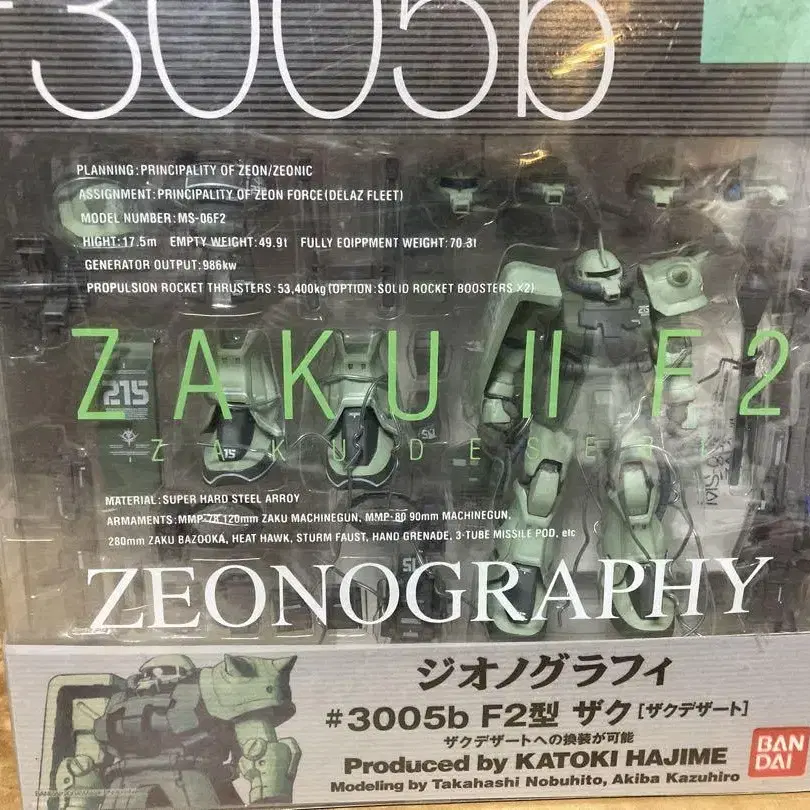 #3005b
PLANNING:PRINCIPALITY OF ZEON/ZEONIC
ASSIGNMENT:PRINCIPALITY OF ZEON FORCE(DELAZ FLEET)
MODEL NUMBER:MS-06F2
HIGHT:17.5m EMPTY WEIGHT:49.9t FULLY EQIPPMENT WEIGHT:70.3t
GENERATOR OUTPUT:986kw
PROPULSION ROCKET THRUSTERS:53,400kg(OPTION:SOLID ROCKET BOOSTERS×2)
ZAKU II F2
215
ZAKU DESERT
15
MATERIAL:SUPER HARD STEEL ARROY
ARMAMENTS:MMP-78 120mm ZAKU MACHINEGUN, MMP-80 90mm MACHINEGUN,
280mm ZAKU BAZOOKA, HEAT HAWK, STURM FAUST, HAND GRENADE, 3-TUBE MISSILE POD, etc
ZEONOGRAPHY
ジオノグラフィ
#3005b F2型 ザク[ザクデザート]
ザクデザートへの換装が可能
Produced by KATOKI HAJIME
Modeling by Takahashi Nobuhito, Akiba Kazuhiro
BAN
DAI